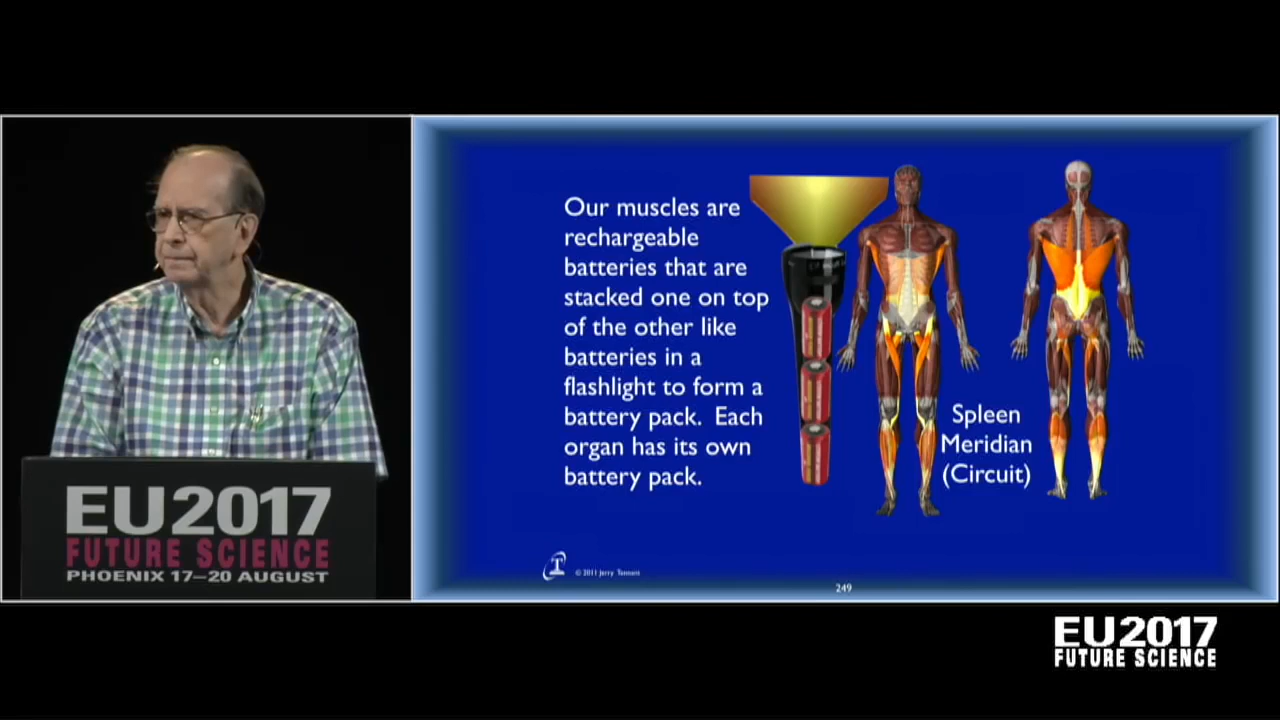 Our muscles are
rechargeable
batteries that are
stacked one on top
of the other like
batteries in a
flashlight to form a
battery pack. Each
organ has its own
battery pack.
Spleen
Meridian
(Circuit)
© 2011 Jerry Tennant
249
EU2017
FUTURE SCIENCE
PHOENIX 17–20 AUGUST
EU2017
FUTURE SCIENCE